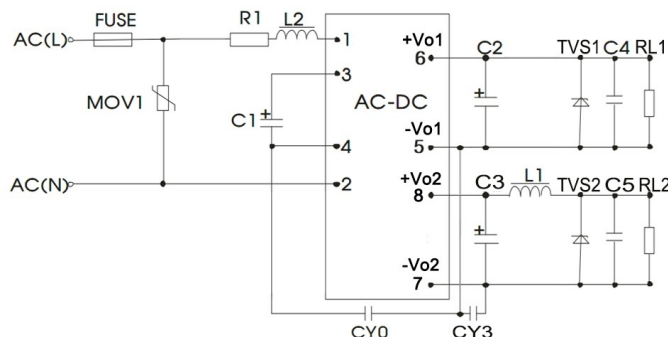 FUSE
R1
L2
AC(L)
1
+Vo1
6
C2
TVS1
C4
RL1
3
AC-DC
MOV1
+
C1
+
4
-Vo1
5
AC(N)
2
+Vo2
8
C3
L1
TVS2
C5
RL2
+
-Vo2
7
CY0
CY3